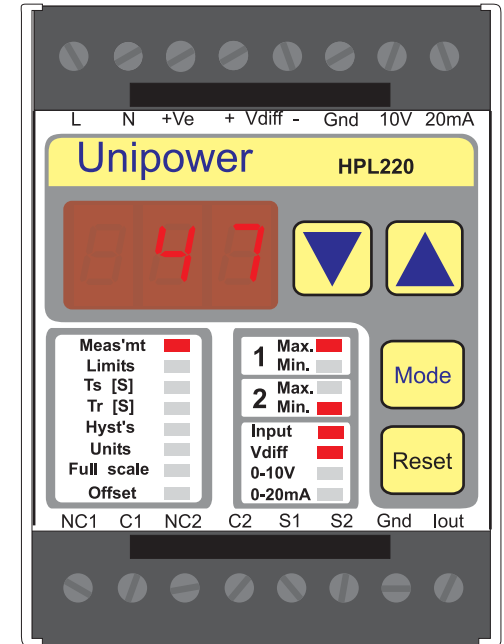 L N +Ve + Vdiff - Gnd 10V 20mA
Unipower HPL220
47
Meas'mt
Limits
Ts [S]
Tr [S]
Hyst's
Units
Full scale
Offset
1 Max.
Min.
2 Max.
Min.
Input
Vdiff
0-10V
0-20mA
Mode
Reset
NC1 C1 NC2 C2 S1 S2 Gnd Iout